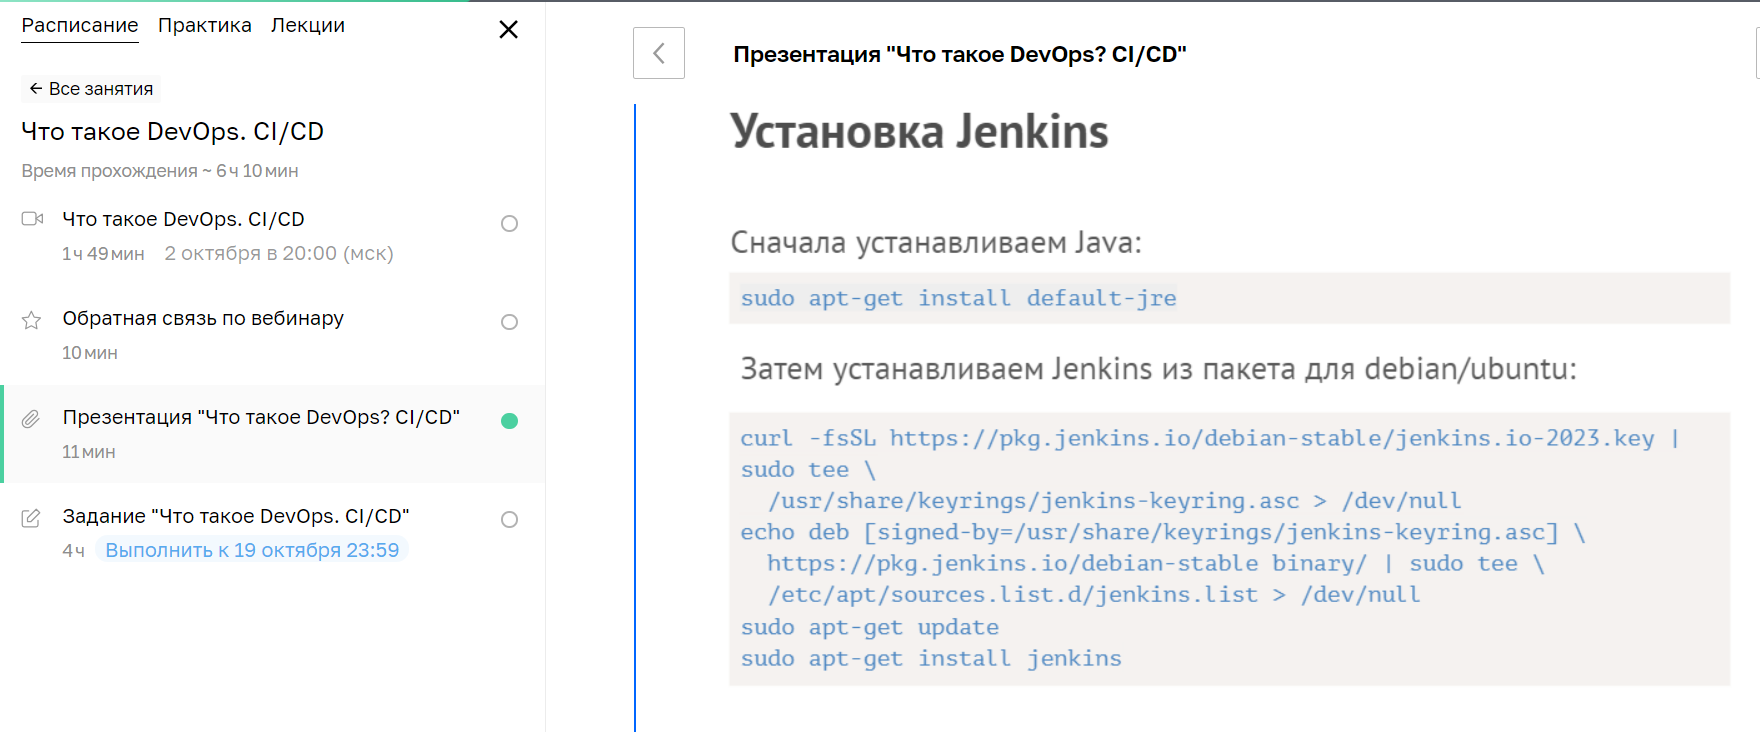 Расписание Практика Лекции
← Все занятия
Что такое DevOps. CI/CD
Время прохождения ~ 6 ч 10 мин
Что такое DevOps. CI/CD
1 ч 49 мин 2 октября в 20:00 (мск)
Обратная связь по вебинару
10 мин
Презентация "Что такое DevOps? CI/CD"
11 мин
Задание "Что такое DevOps. CI/CD"
4 ч Выполнить к 19 октября 23:59
Презентация "Что такое DevOps? CI/CD"
Установка Jenkins
Сначала устанавливаем Java:
sudo apt-get install default-jre
Затем устанавливаем Jenkins из пакета для debian/ubuntu:
curl -fsSL https://pkg.jenkins.io/debian-stable/jenkins.io-2023.key |
sudo tee \
/usr/share/keyrings/jenkins-keyring.asc > /dev/null
echo deb [signed-by=/usr/share/keyrings/jenkins-keyring.asc] \
https://pkg.jenkins.io/debian-stable binary/ | sudo tee \
/etc/apt/sources.list.d/jenkins.list > /dev/null
sudo apt-get update
sudo apt-get install jenkins